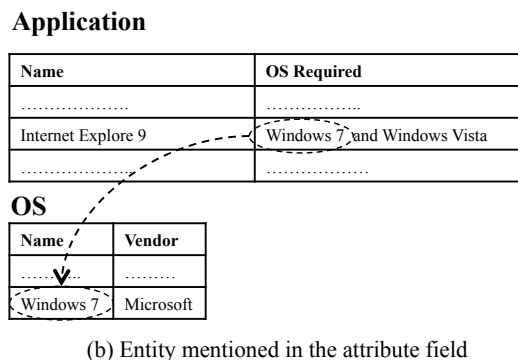 Application
Name OS Required
………………. ……………..
Internet Explore 9 Windows 7 and Windows Vista
………………. ………………
OS
Name Vendor
……….. ………
Windows 7 Microsoft
(b) Entity mentioned in the attribute field